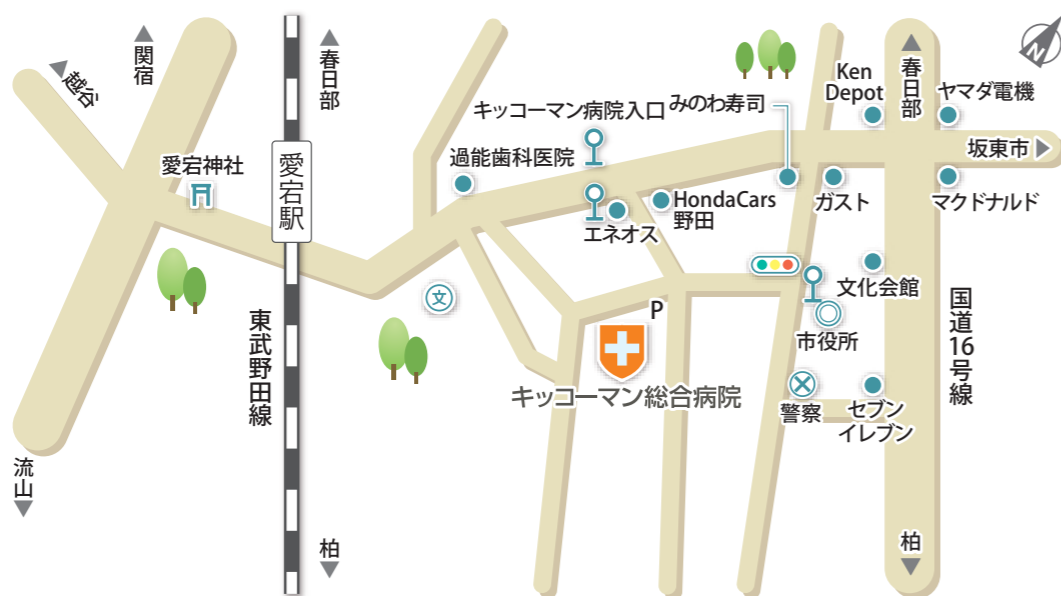 関宿
越谷
春日部
愛宕神社
愛宕駅
東武野田線
流山
柏
過能歯科医院
キッコーマン病院入口
みのわ寿司
Ken
Depot
春日部
ヤマダ電機
N
坂東市
エネオス
HondaCars
野田
ガスト
マクドナルド
文
P
キッコーマン総合病院
文化会館
市役所
国道16号線
警察
セブン
イレブン
柏